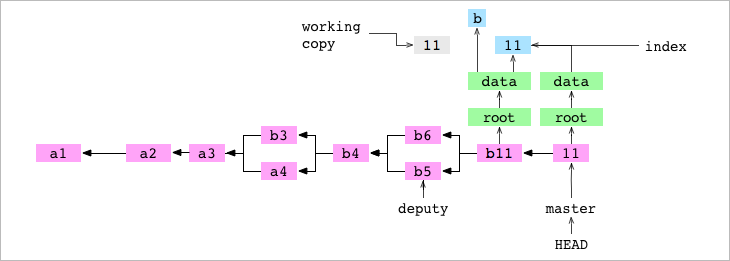 working
copy
11
b
11
index
data
data
root
root
b3
b6
a1
a2
a3
b4
b11
11
a4
b5
deputy
master
HEAD